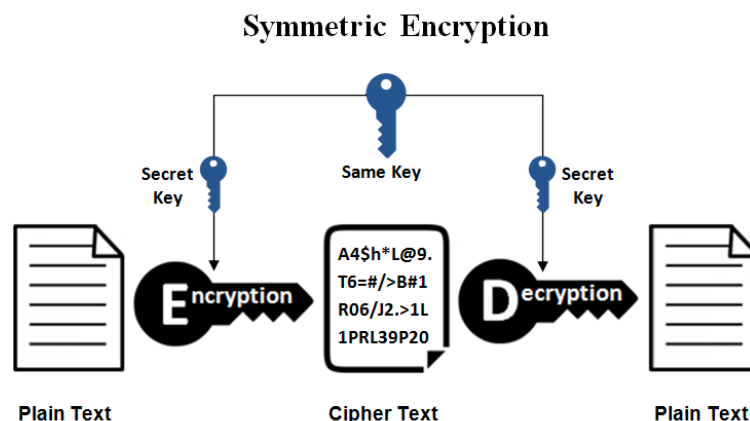 Symmetric Encryption
Same Key
Secret
Key
Secret
Key
Encryption
A4$h*L@9.
T6=#/>B#1
R06/J2.>1L
1PRL39P20
Decryption
Plain Text
Cipher Text
Plain Text